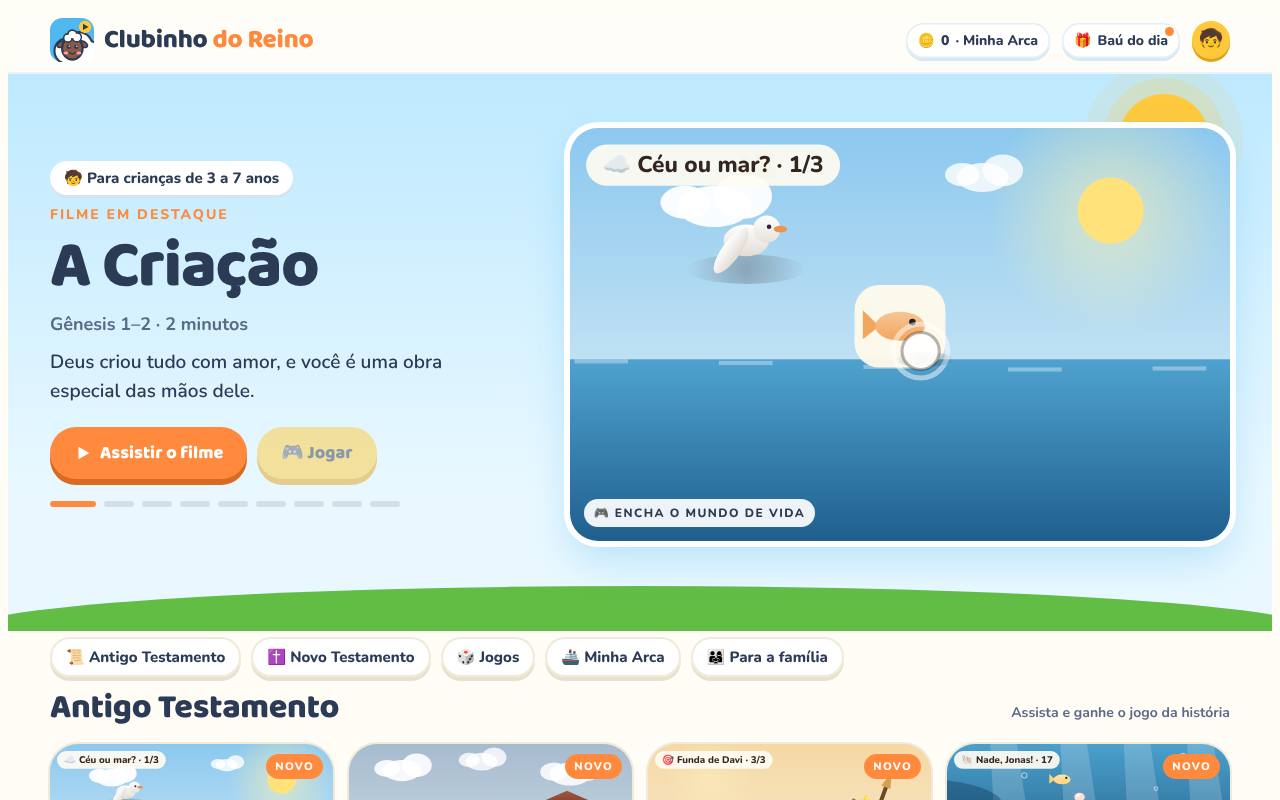 Clubinho do Reino
0 · Minha Arca
Baú do dia
Para crianças de 3 a 7 anos
FILME EM DESTAQUE
A Criação
Gênesis 1–2 · 2 minutos
Deus criou tudo com amor, e você é uma obra
especial das mãos dele.
Assistir o filme
Jogar
Céu ou mar? · 1/3
ENCHA O MUNDO DE VIDA
Antigo Testamento
Novo Testamento
Jogos
Minha Arca
Para a família
Antigo Testamento
Assista e ganhe o jogo da história
Céu ou mar? · 1/3
NOVO
NOVO
Funda de Davi · 3/3
NOVO
Nade, Jonas! · 17
NOVO